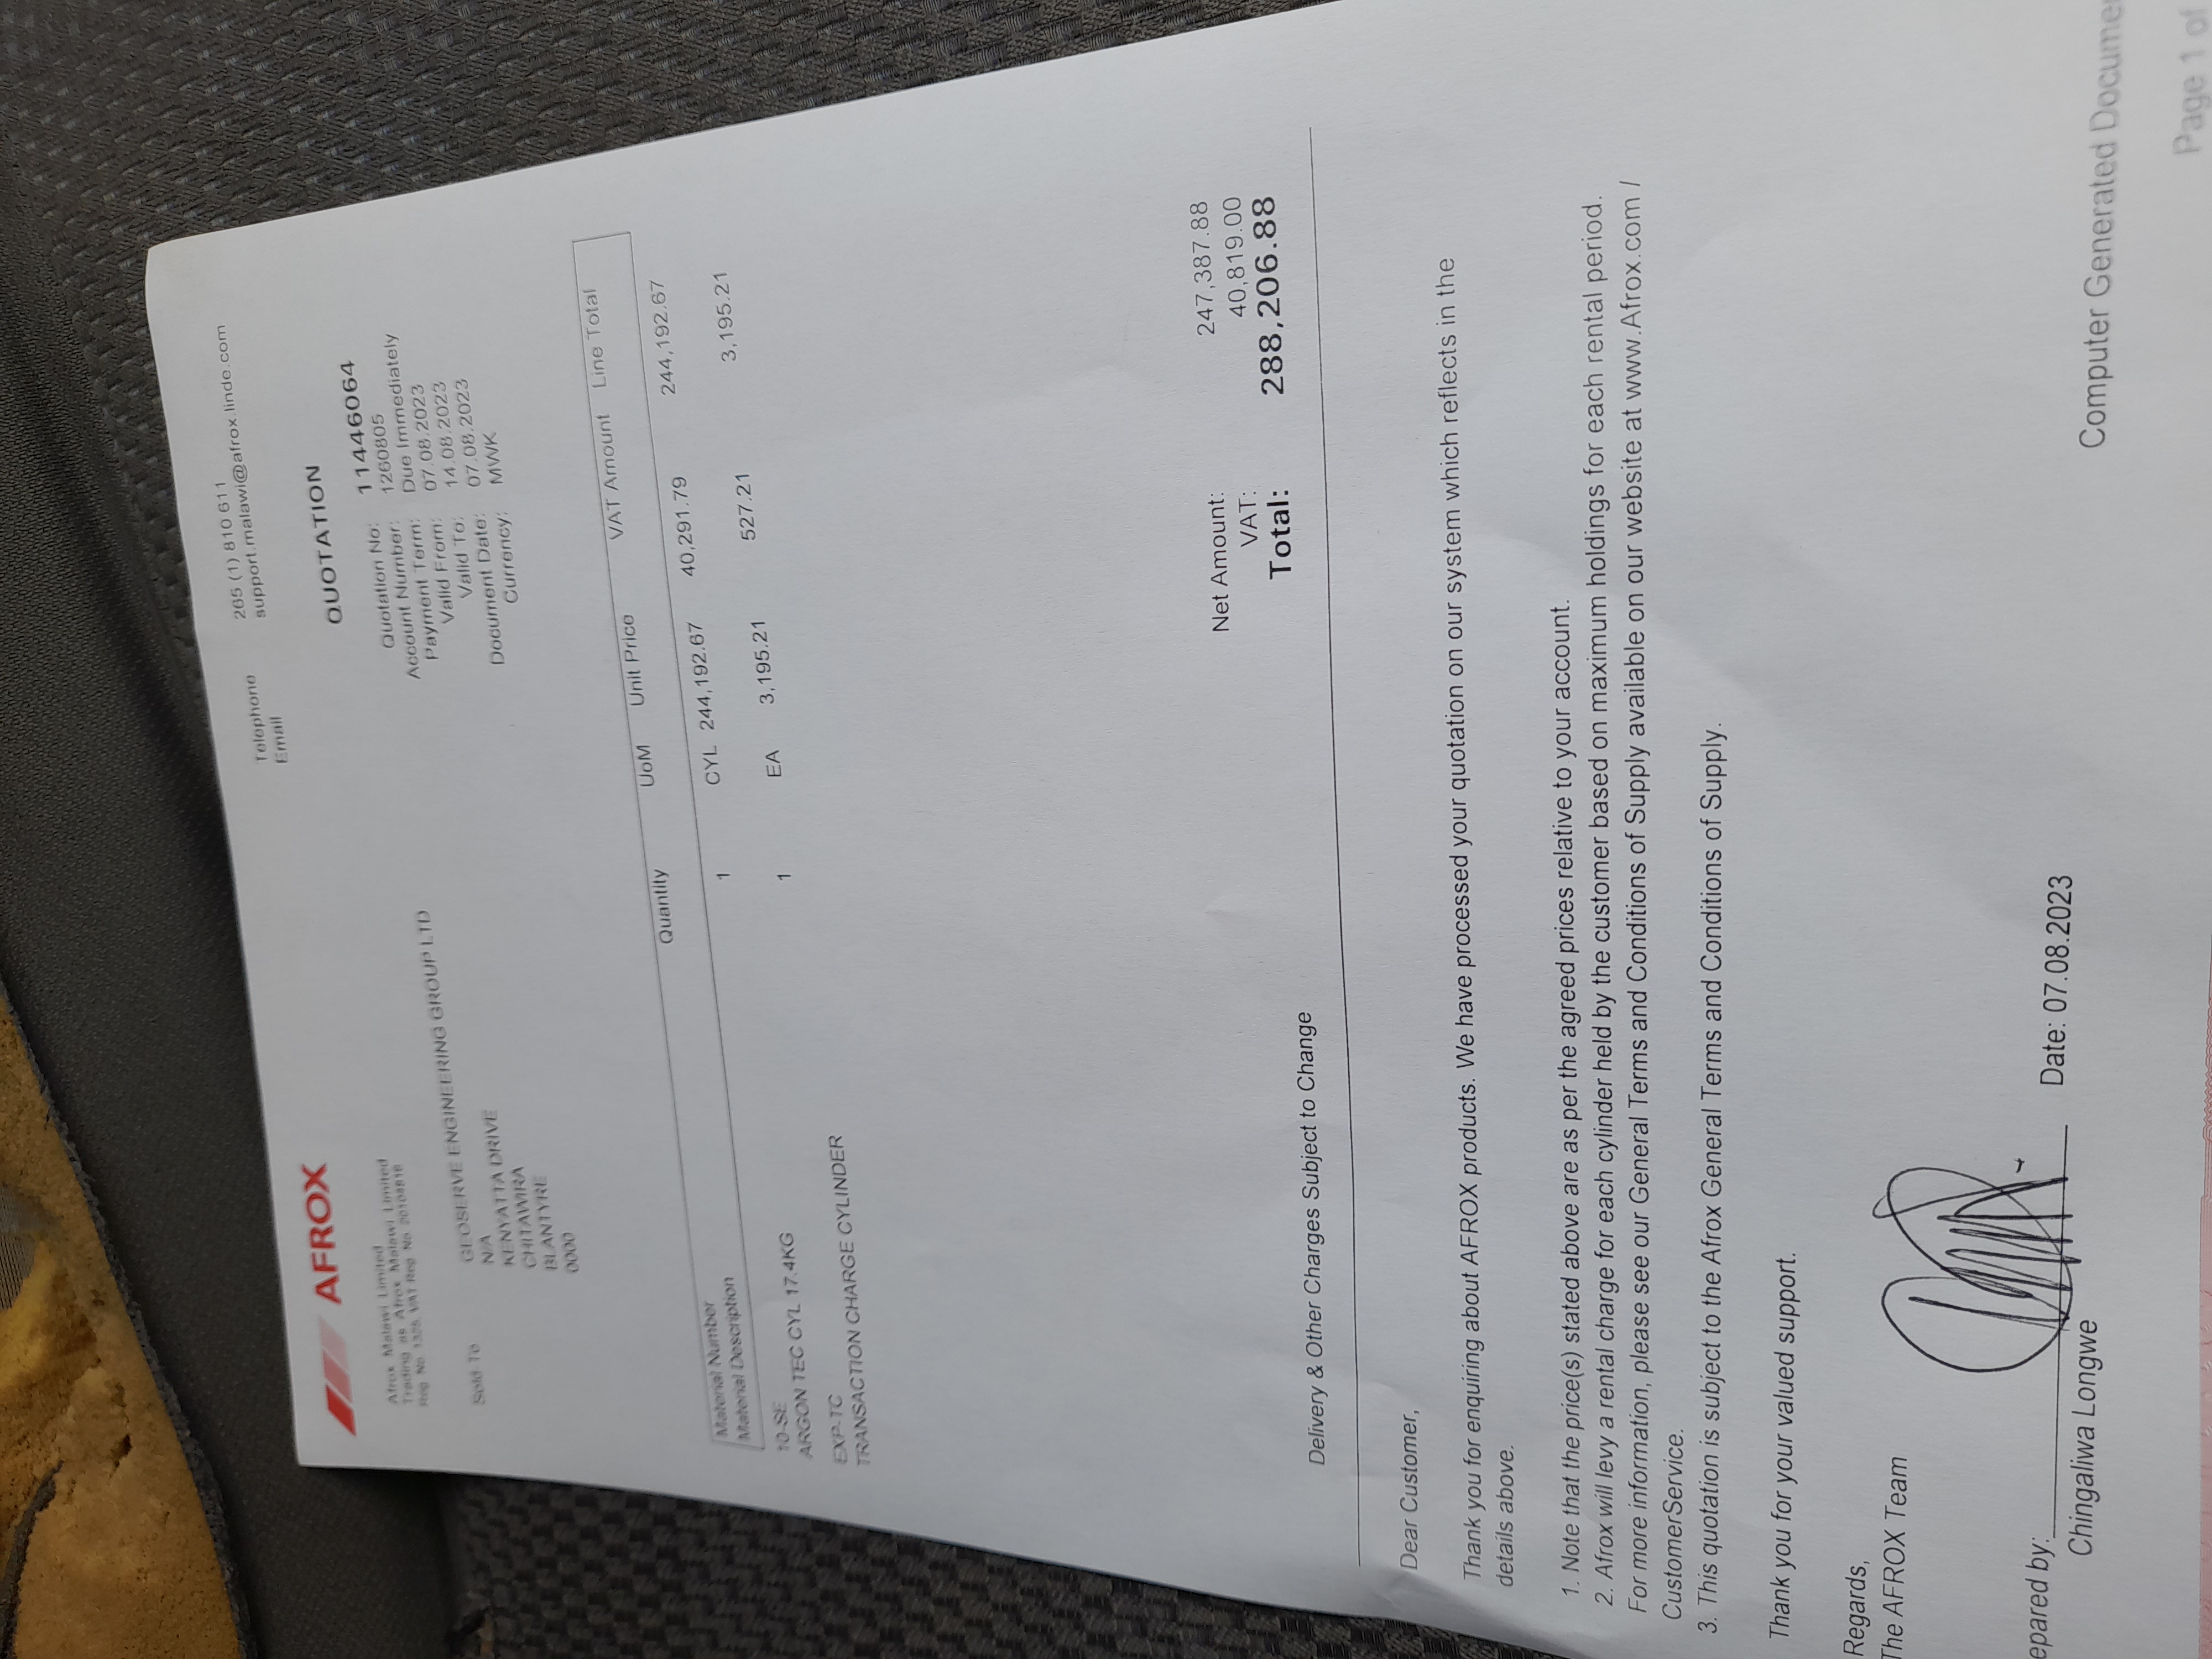 Telephone 265 (1) 810 611
Email support.malawi@afrox.linde.com
AFROX
Afrox Malawi Limited
Trading as Afrox Malawi Limited
Reg. No. 1325, VAT Reg. No. 20104816
QUOTATION
Quotation No: 11446064
Account Number: 1260805
Payment Term: Due Immediately
Valid From: 07.08.2023
Valid To: 14.08.2023
Document Date: 07.08.2023
Currency: MWK
Sold-To GEOSERVE ENGINEERING GROUP LTD
N/A
KENYATTA DRIVE
CHITAWIRA
BLANTYRE
0000
Material Number
Material Description Quantity UoM Unit Price VAT Amount Line Total
10-SE 1 CYL 244,192.67 40,291.79 244,192.67
ARGON TEC CYL 17.4KG
EXP-TC 1 EA 3,195.21 527.21 3,195.21
TRANSACTION CHARGE CYLINDER
Net Amount: 247,387.88
VAT: 40,819.00
Total: 288,206.88
Delivery & Other Charges Subject to Change
Dear Customer,
Thank you for enquiring about AFROX products. We have processed your quotation on our system which reflects in the
details above.
1. Note that the price(s) stated above are as per the agreed prices relative to your account.
2. Afrox will levy a rental charge for each cylinder held by the customer based on maximum holdings for each rental period.
For more information, please see our General Terms and Conditions of Supply available on our website at www.Afrox.com /
CustomerService.
3. This quotation is subject to the Afrox General Terms and Conditions of Supply.
Thank you for your valued support.
Regards,
The AFROX Team
epared by: Date: 07.08.2023
Chingaliwa Longwe
Computer Generated Docume
Page 1 of